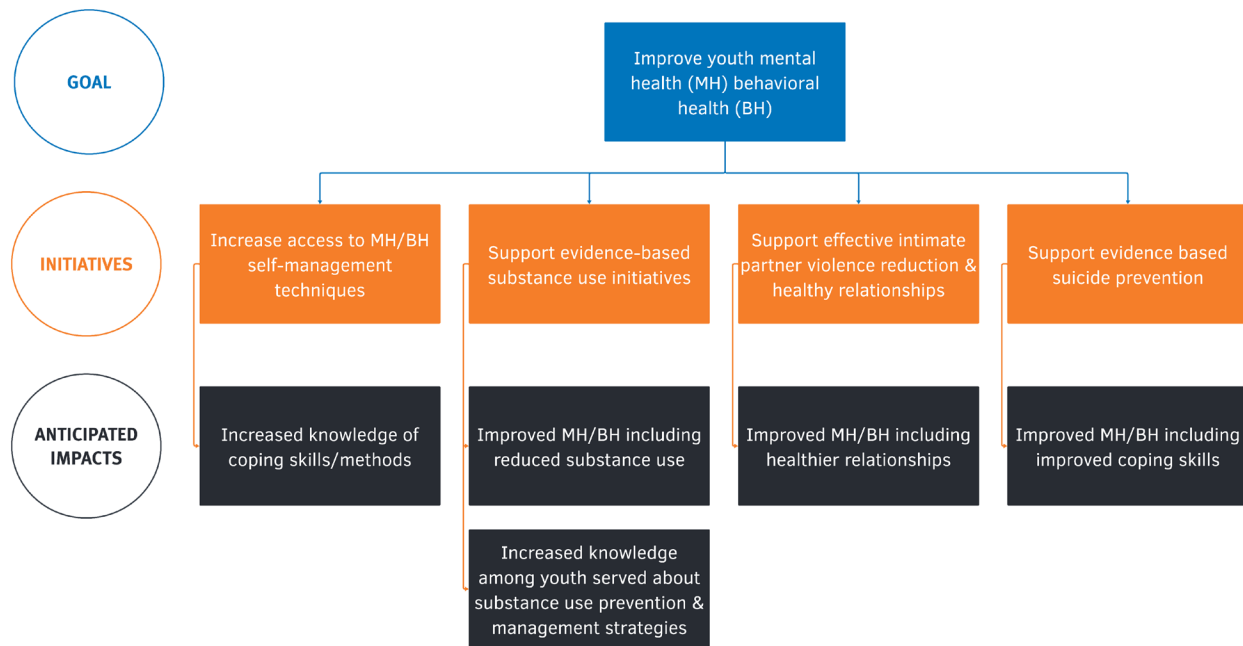 GOAL
Improve youth mental
health (MH) behavioral
health (BH)
INITIATIVES
Increase access to MH/BH
self-management
techniques
Support evidence-based
substance use initiatives
Support effective intimate
partner violence reduction &
healthy relationships
Support evidence based
suicide prevention
ANTICIPATED
IMPACTS
Increased knowledge of
coping skills/methods
Improved MH/BH including
reduced substance use
Improved MH/BH including
healthier relationships
Improved MH/BH including
improved coping skills
Increased knowledge
among youth served about
substance use prevention &
management strategies